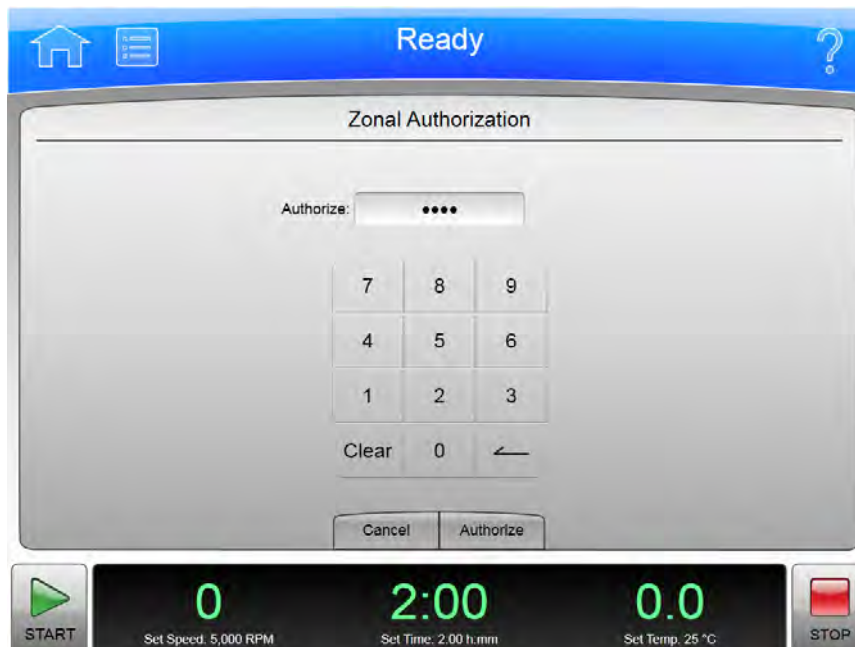 Ready
Zonal Authorization
Authorize: ••••
7 8 9
4 5 6
1 2 3
Clear 0
Cancel Authorize
0 2:00 0.0
START Set Speed: 5,000 RPM Set Time: 2.00 h:mm Set Temp. 25 °C STOP